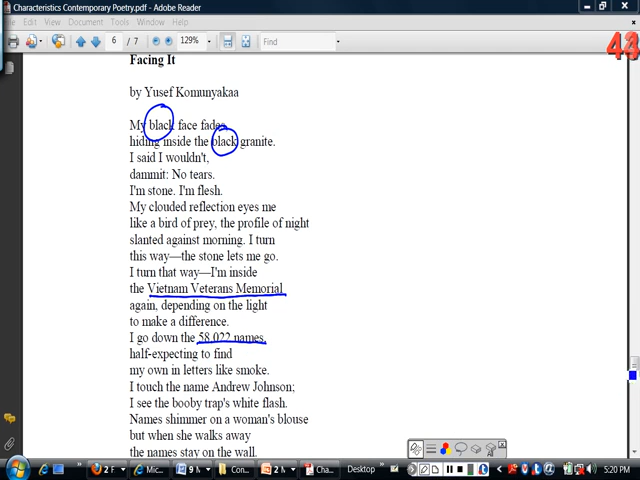 Characteristics Contemporary Poetry.pdf - Adobe Reader
File Edit View Document Tools Window Help
6 / 7 129% Find
43
Facing It
by Yusef Komunyakaa
My black face fades,
hiding inside the black granite.
I said I wouldn't,
dammit: No tears.
I'm stone. I'm flesh.
My clouded reflection eyes me
like a bird of prey, the profile of night
slanted against morning. I turn
this way—the stone lets me go.
I turn that way—I'm inside
the Vietnam Veterans Memorial
again, depending on the light
to make a difference.
I go down the 58,022 names,
half-expecting to find
my own in letters like smoke.
I touch the name Andrew Johnson;
I see the booby trap's white flash.
Names shimmer on a woman's blouse
but when she walks away
the names stay on the wall.
2 F... Micr... 9 M... Con... 2 M... Cha... Desktop 5:20 PM